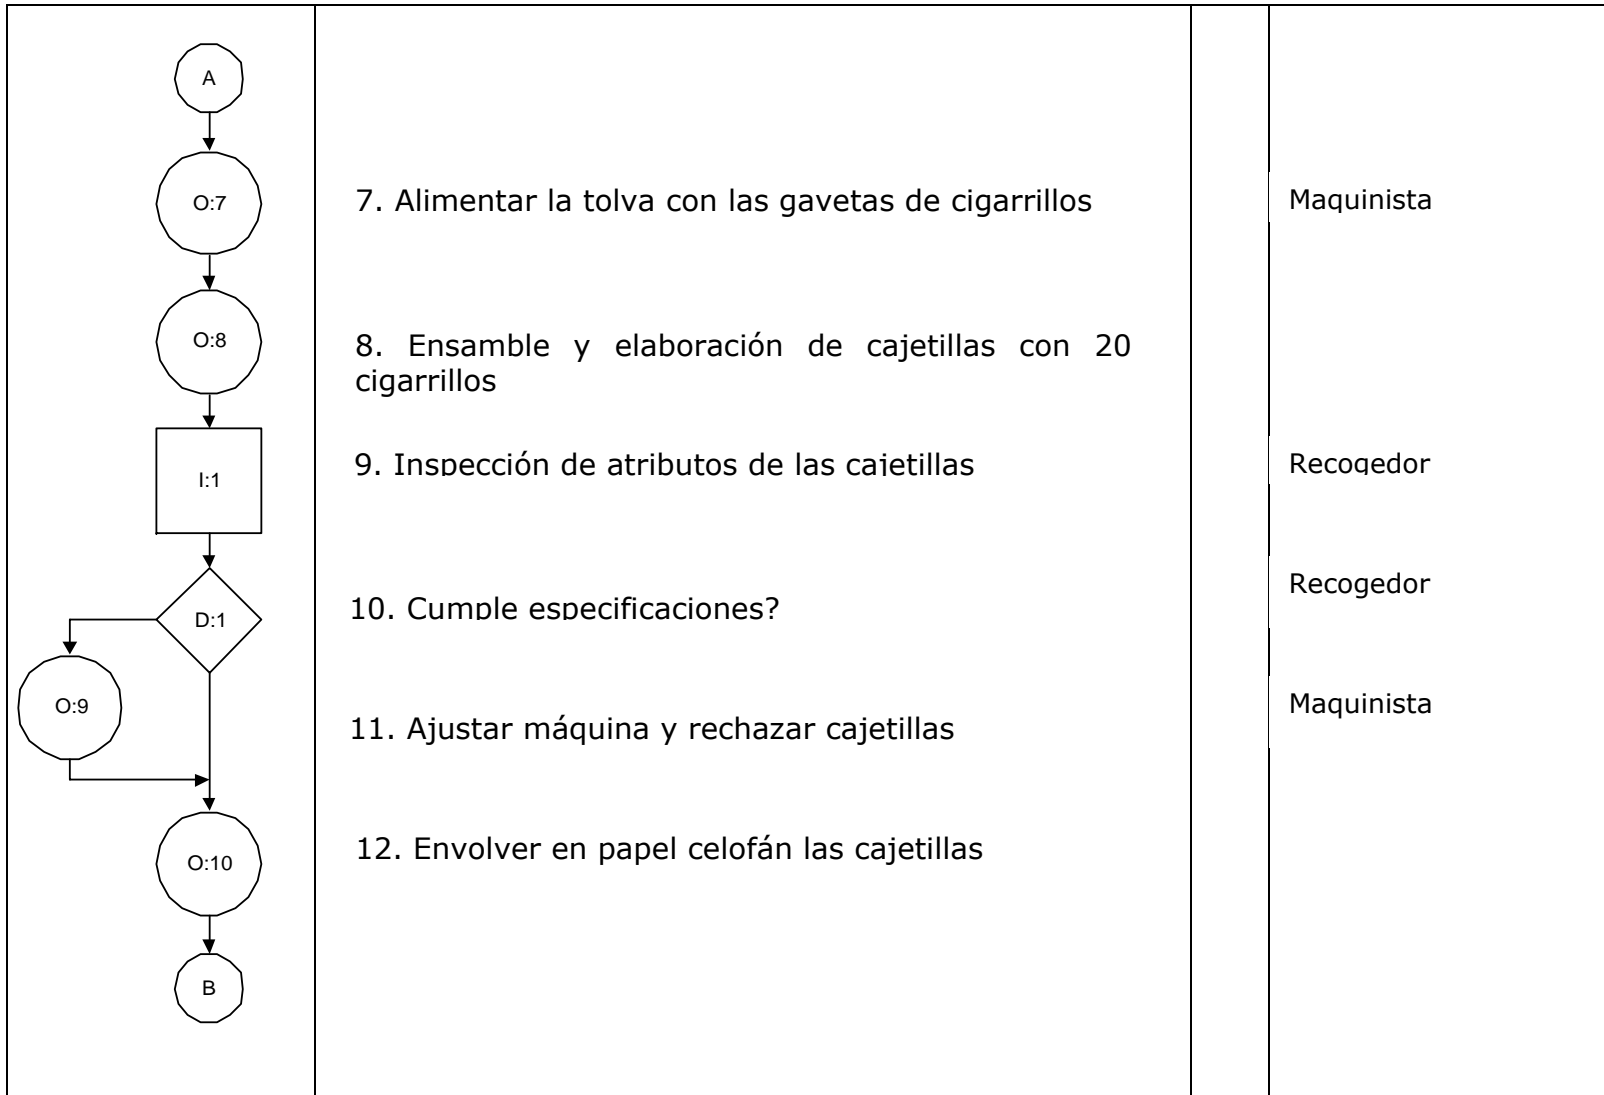 A
O:7
7. Alimentar la tolva con las gavetas de cigarrillos
Maquinista
O:8
8. Ensamble y elaboración de cajetillas con 20
cigarrillos
I:1
9. Inspección de atributos de las cajetillas
Recogedor
D:1
10. Cumple especificaciones?
Recogedor
O:9
11. Ajustar máquina y rechazar cajetillas
Maquinista
O:10
12. Envolver en papel celofán las cajetillas
B